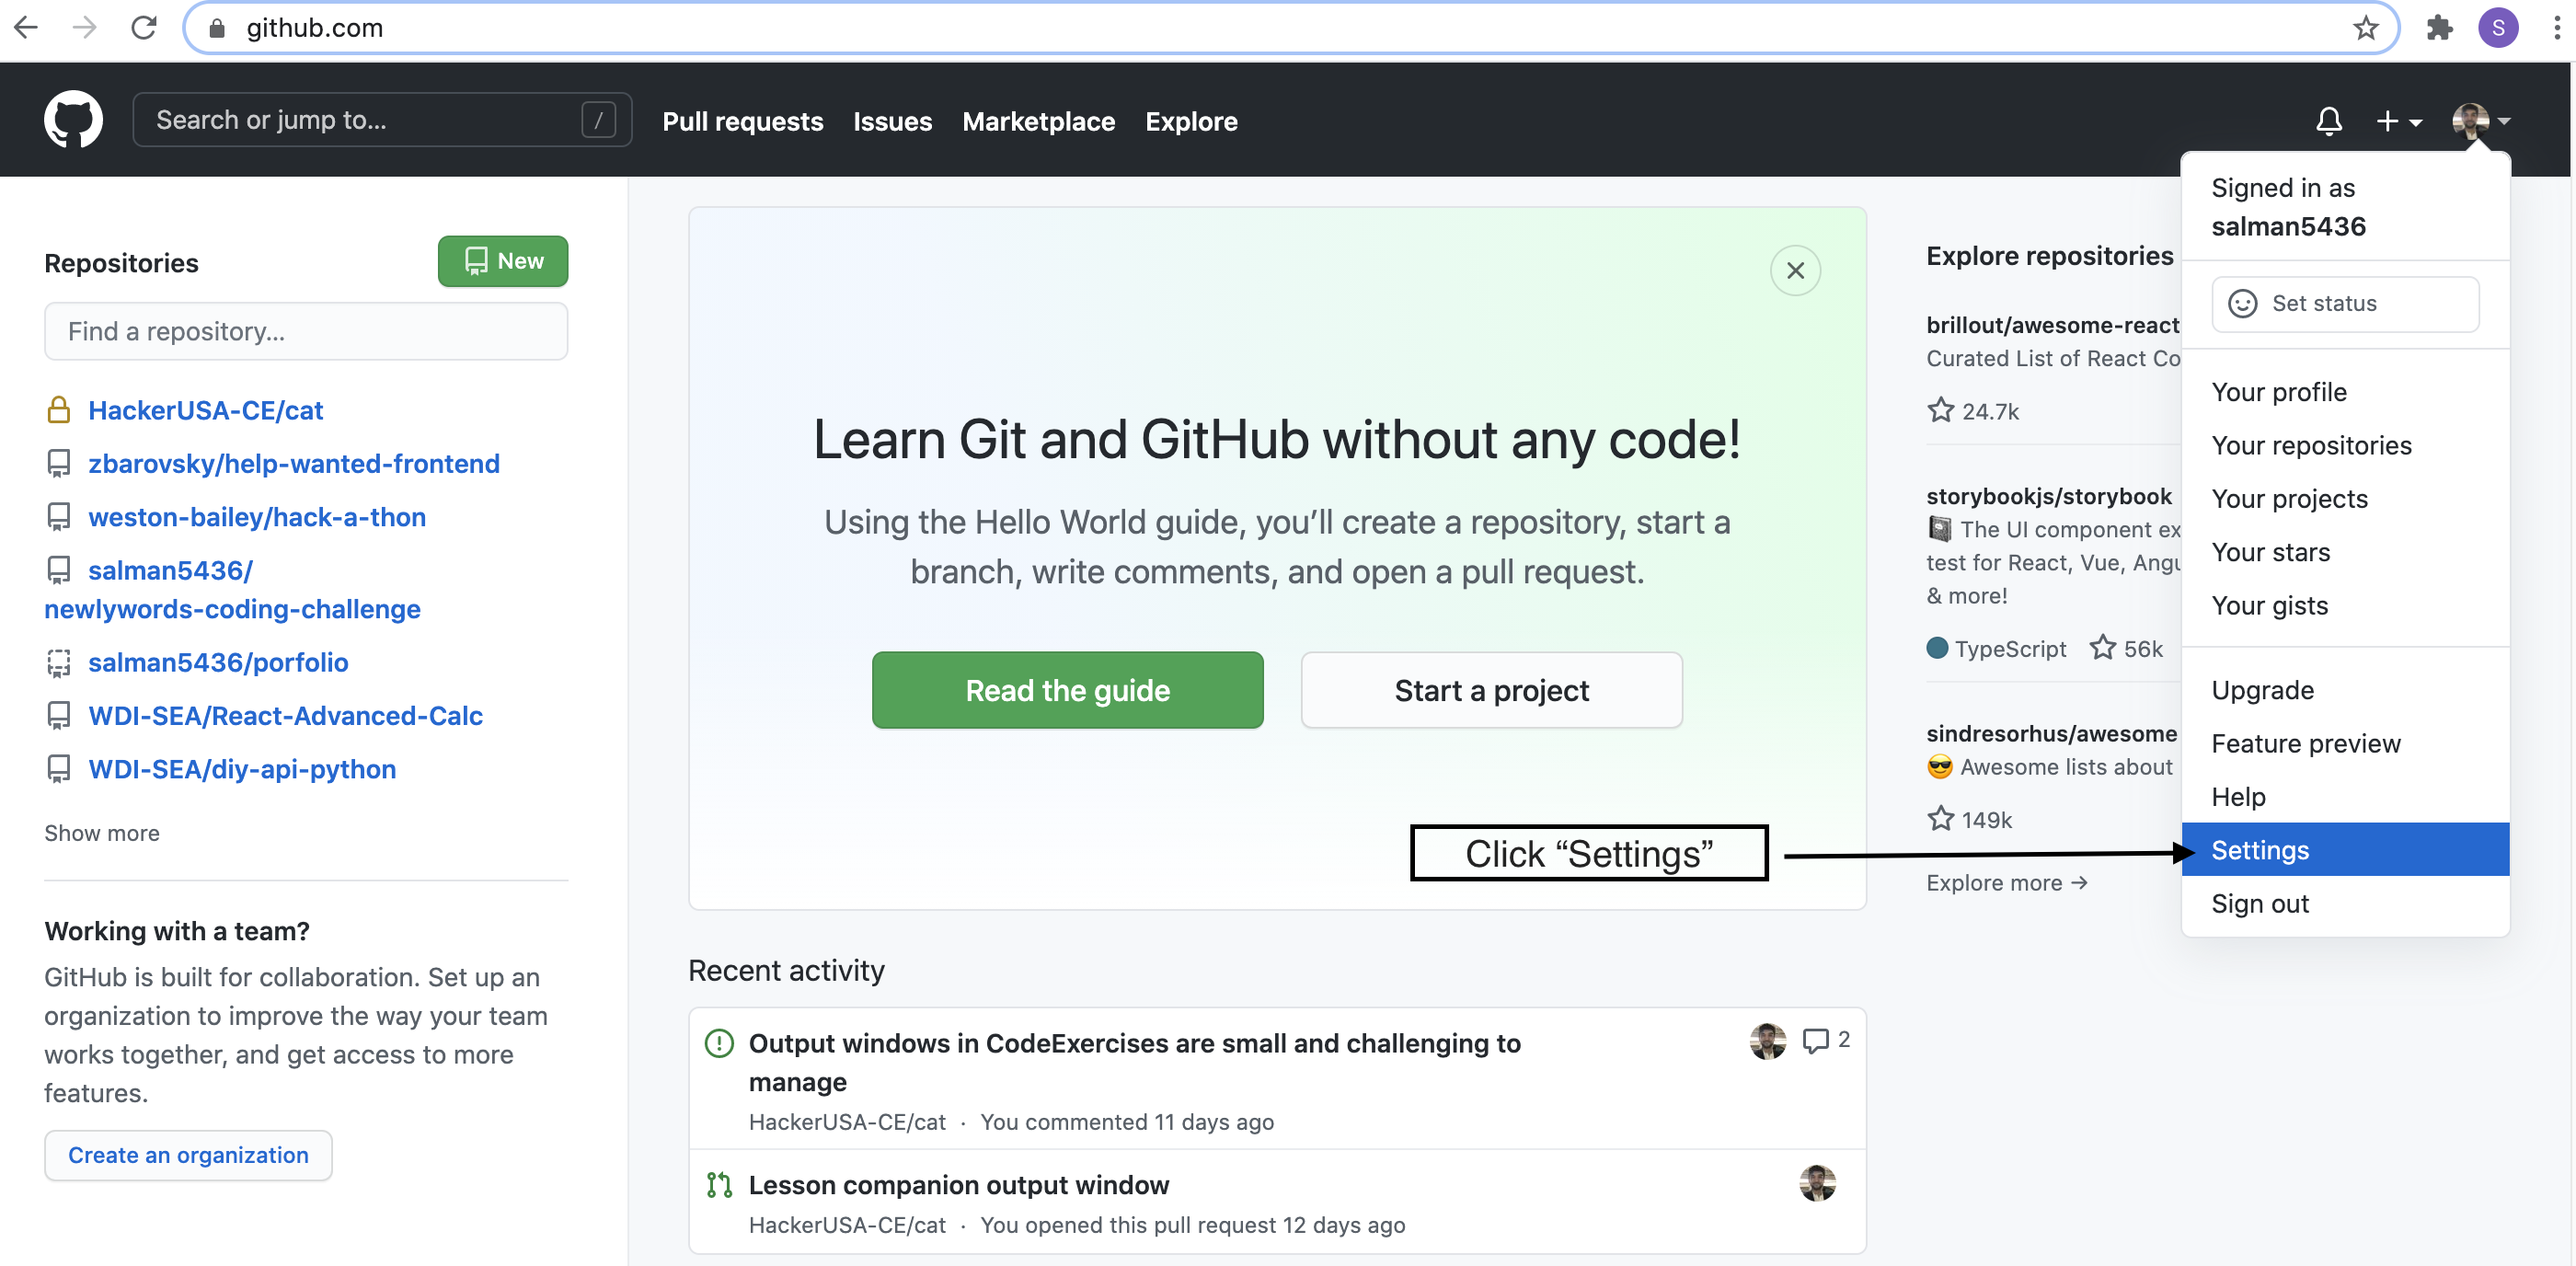 github.com
S
Search or jump to...
/
Pull requests
Issues
Marketplace
Explore
Repositories
New
Find a repository...
HackerUSA-CE/cat
zbarovsky/help-wanted-frontend
weston-bailey/hack-a-thon
salman5436/
newlywords-coding-challenge
salman5436/porfolio
WDI-SEA/React-Advanced-Calc
WDI-SEA/diy-api-python
Show more
Working with a team?
GitHub is built for collaboration. Set up an
organization to improve the way your team
works together, and get access to more
features.
Create an organization
Learn Git and GitHub without any code!
Using the Hello World guide, you’ll create a repository, start a
branch, write comments, and open a pull request.
Read the guide
Start a project
Click “Settings”
Recent activity
Output windows in CodeExercises are small and challenging to
manage
2
HackerUSA-CE/cat · You commented 11 days ago
Lesson companion output window
HackerUSA-CE/cat · You opened this pull request 12 days ago
Explore repositories
brillout/awesome-react
Curated List of React Co
24.7k
storybookjs/storybook
The UI component ex
test for React, Vue, Angu
& more!
TypeScript 56k
sindresorhus/awesome
😎 Awesome lists about
149k
Explore more →
Signed in as
salman5436
Set status
Your profile
Your repositories
Your projects
Your stars
Your gists
Upgrade
Feature preview
Help
Settings
Sign out